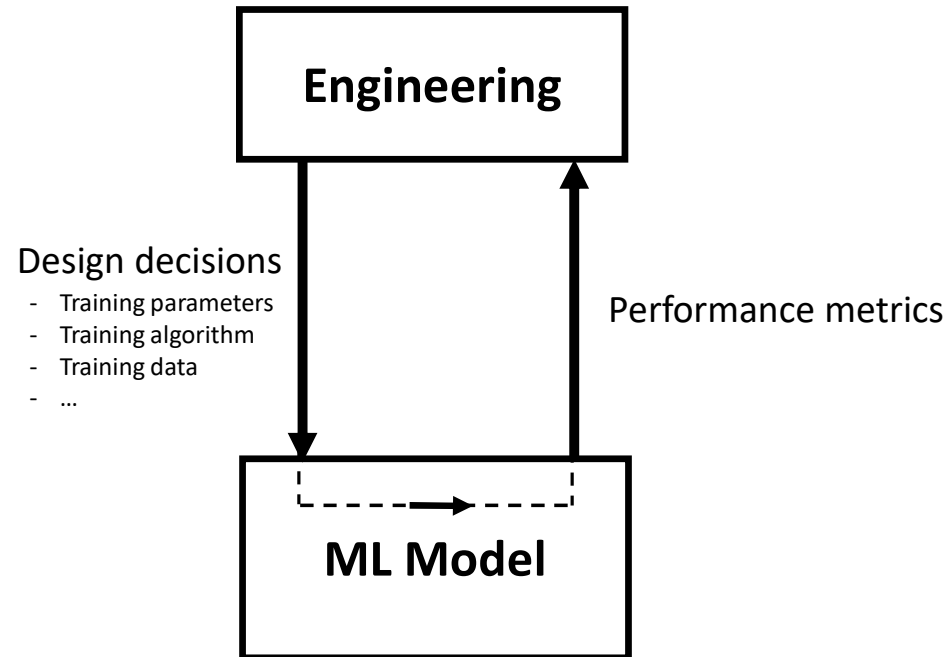 Engineering
Design decisions
- Training parameters
- Training algorithm
- Training data
- ...
Performance metrics
ML Model